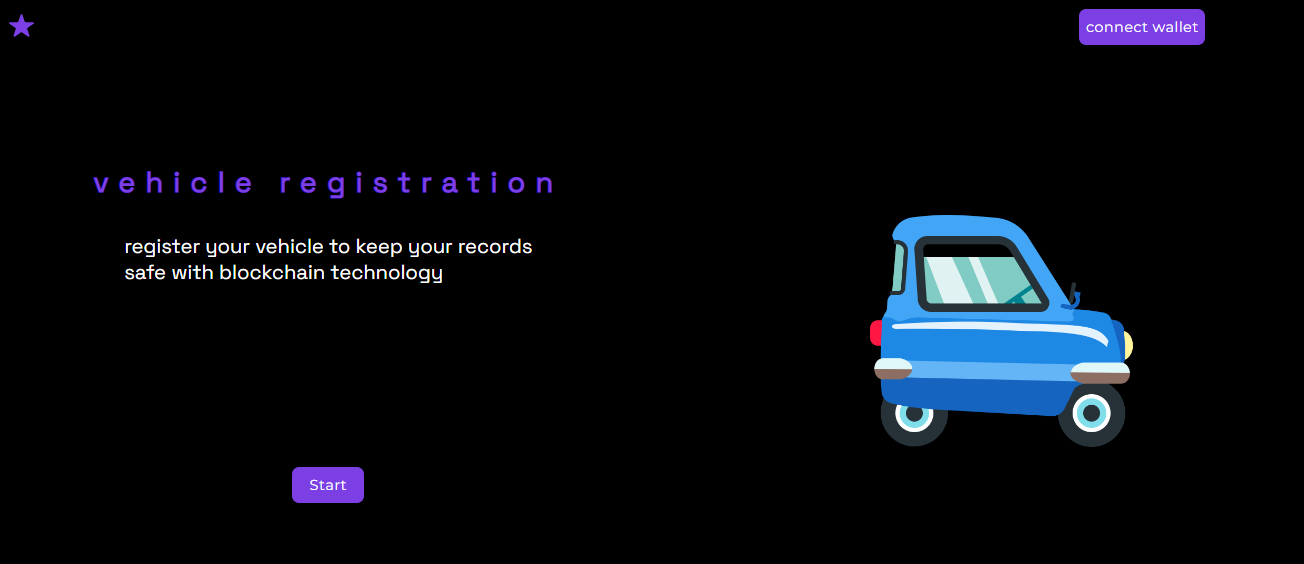 connect wallet
vehicle registration
register your vehicle to keep your records
safe with blockchain technology
Start